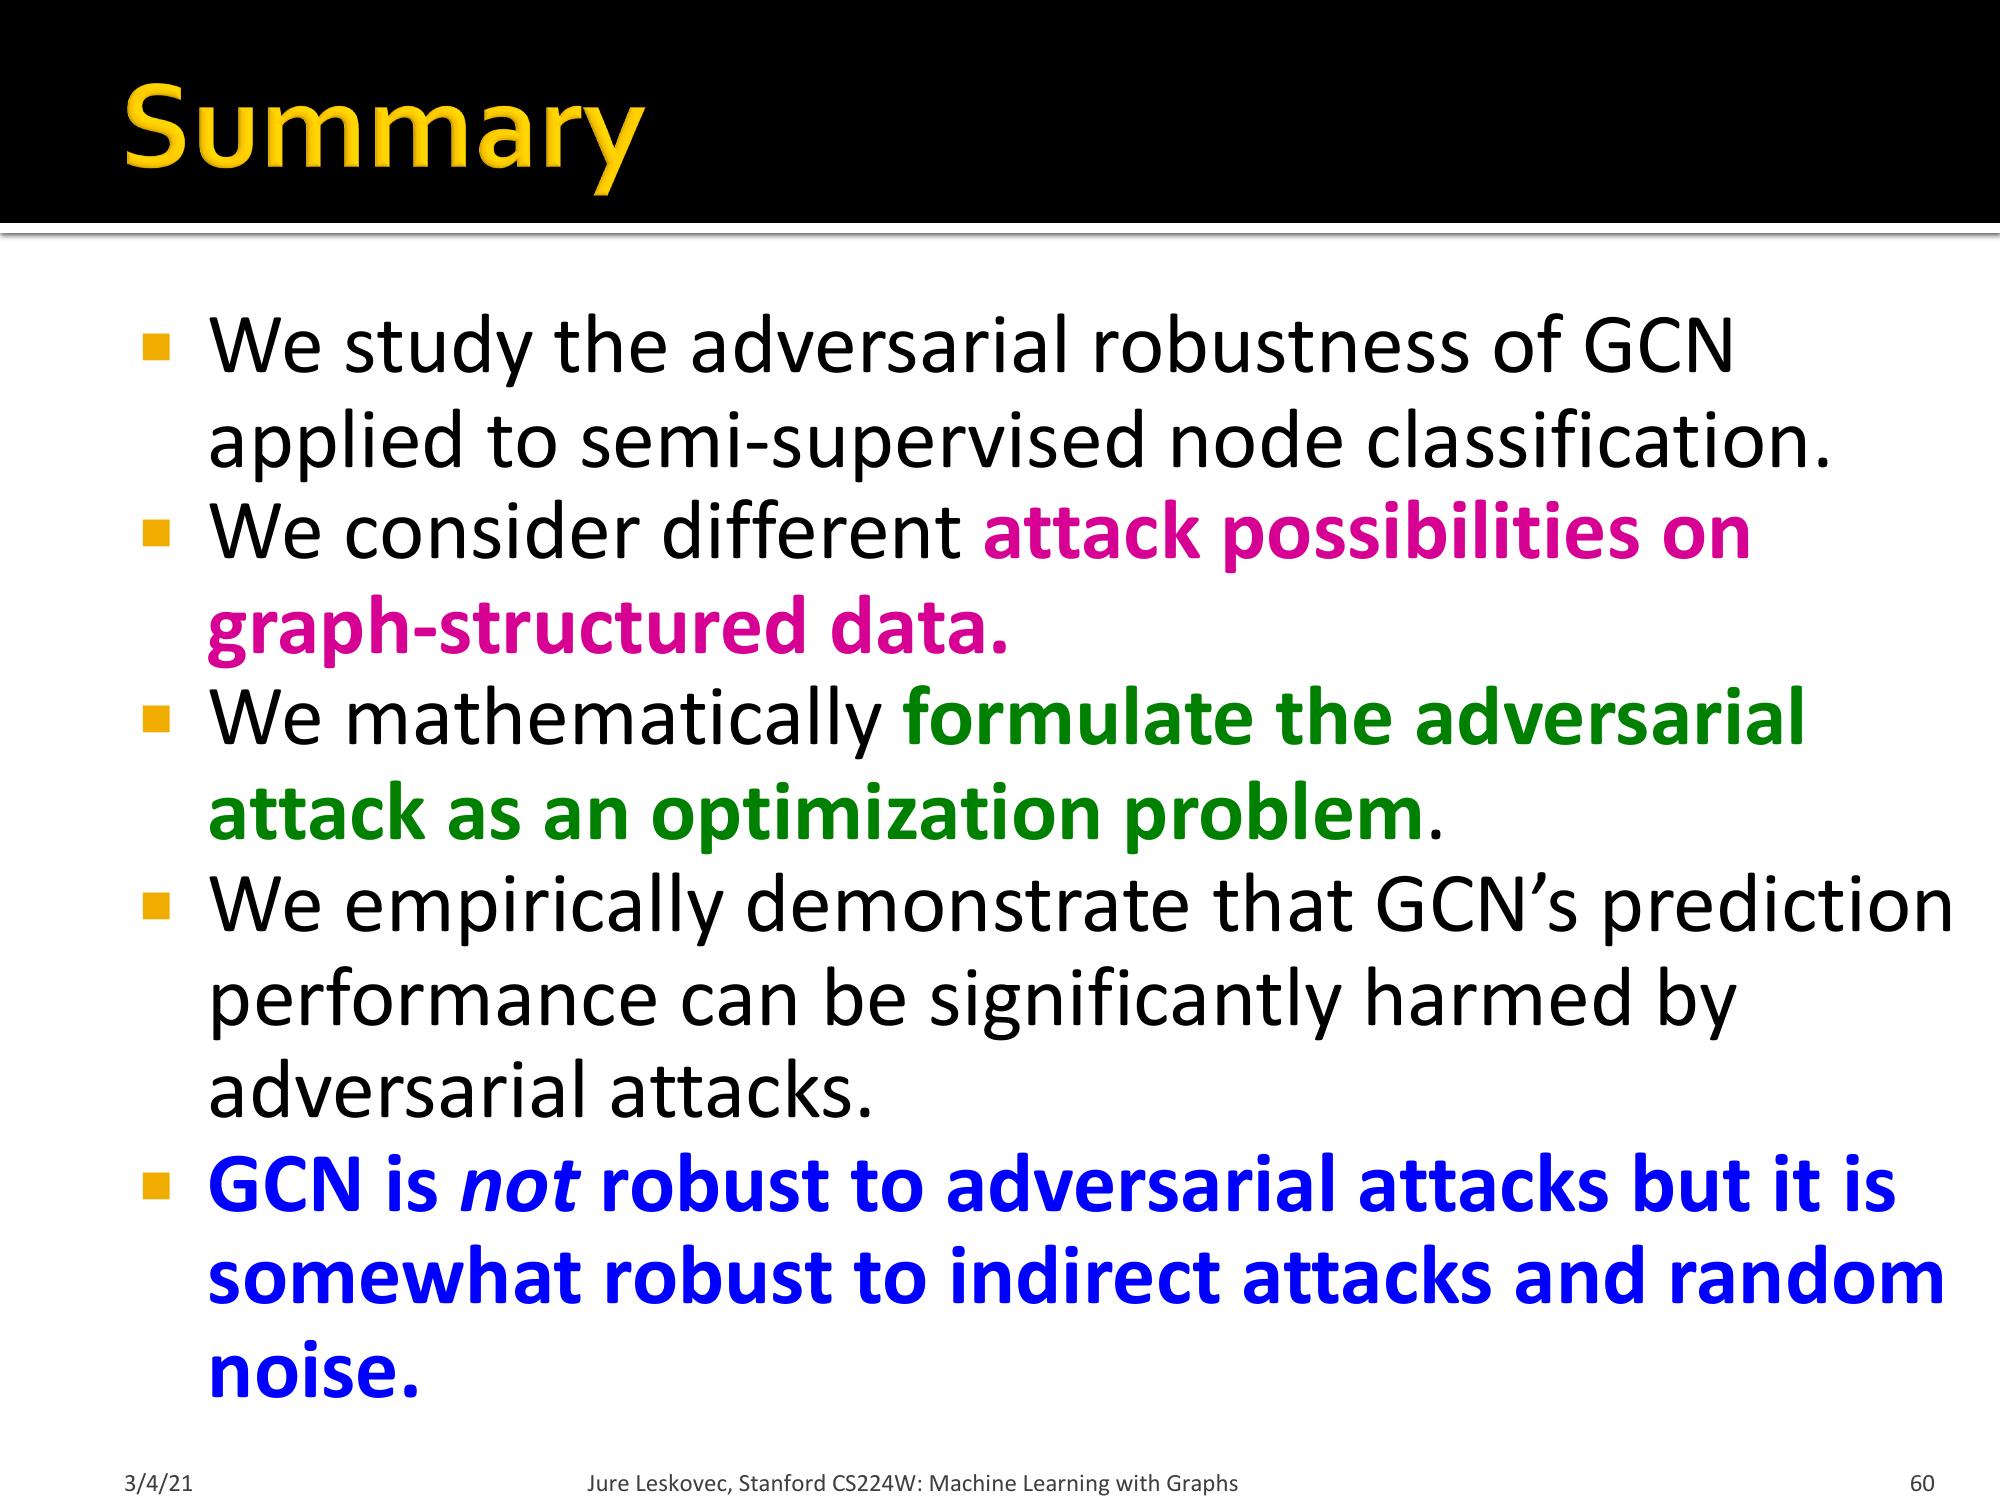 Summary
We study the adversarial robustness of GCN
applied to semi-supervised node classification.
We consider different attack possibilities on
graph-structured data.
We mathematically formulate the adversarial
attack as an optimization problem.
We empirically demonstrate that GCN’s prediction
performance can be significantly harmed by
adversarial attacks.
GCN is not robust to adversarial attacks but it is
somewhat robust to indirect attacks and random
noise.
3/4/21
Jure Leskovec, Stanford CS224W: Machine Learning with Graphs
60